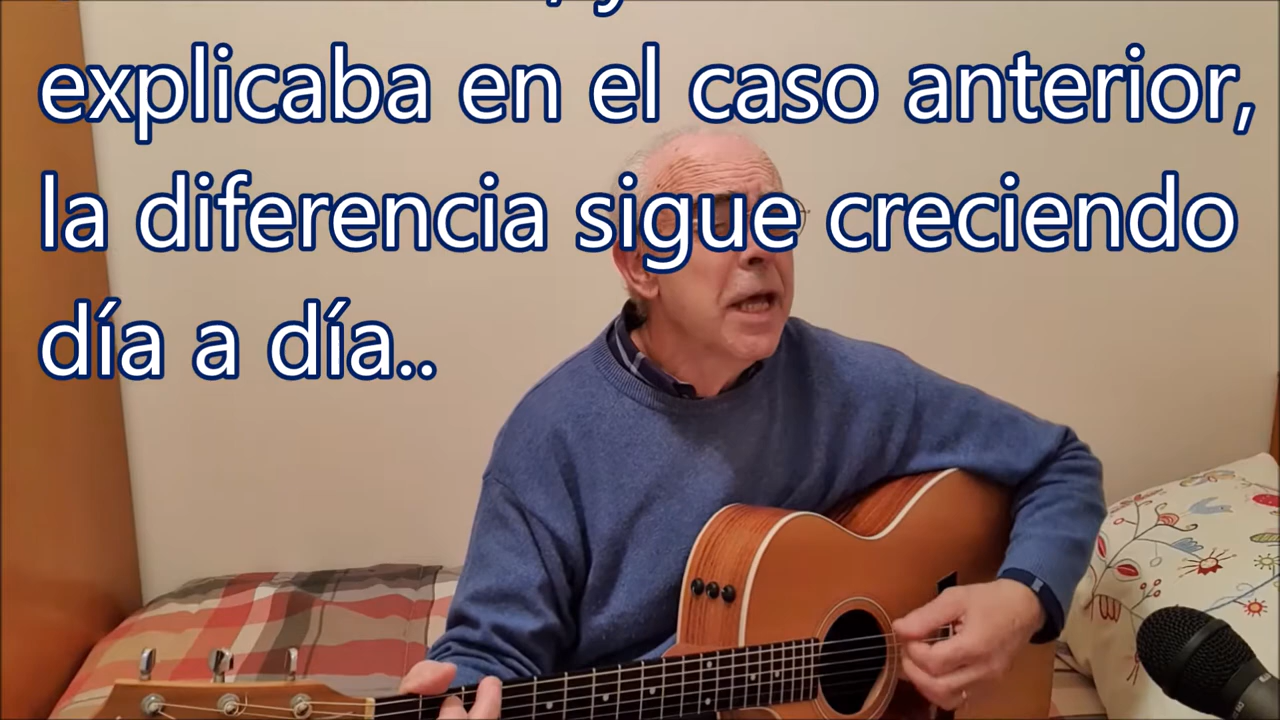 explicaba en el caso anterior,
la diferencia sigue creciendo
día a día..